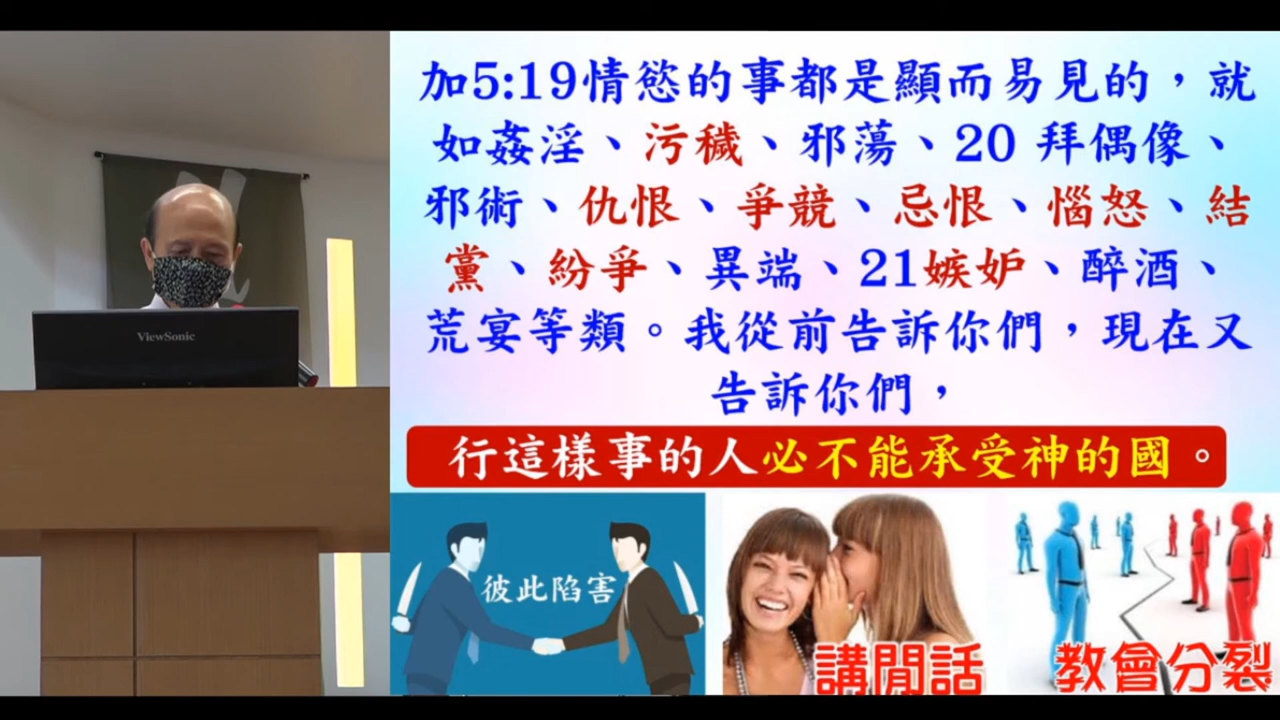 加5:19情慾的事都是顯而易見的，就
如姦淫、污穢、邪蕩、20 拜偶像、
邪術、仇恨、爭競、忌恨、惱怒、結
黨、紛爭、異端、21嫉妒、醉酒、
荒宴等類。我從前告訴你們，現在又
告訴你們，
行這樣事的人必不能承受神的國。
彼此陷害
講閒話
教會分裂
ViewSonic